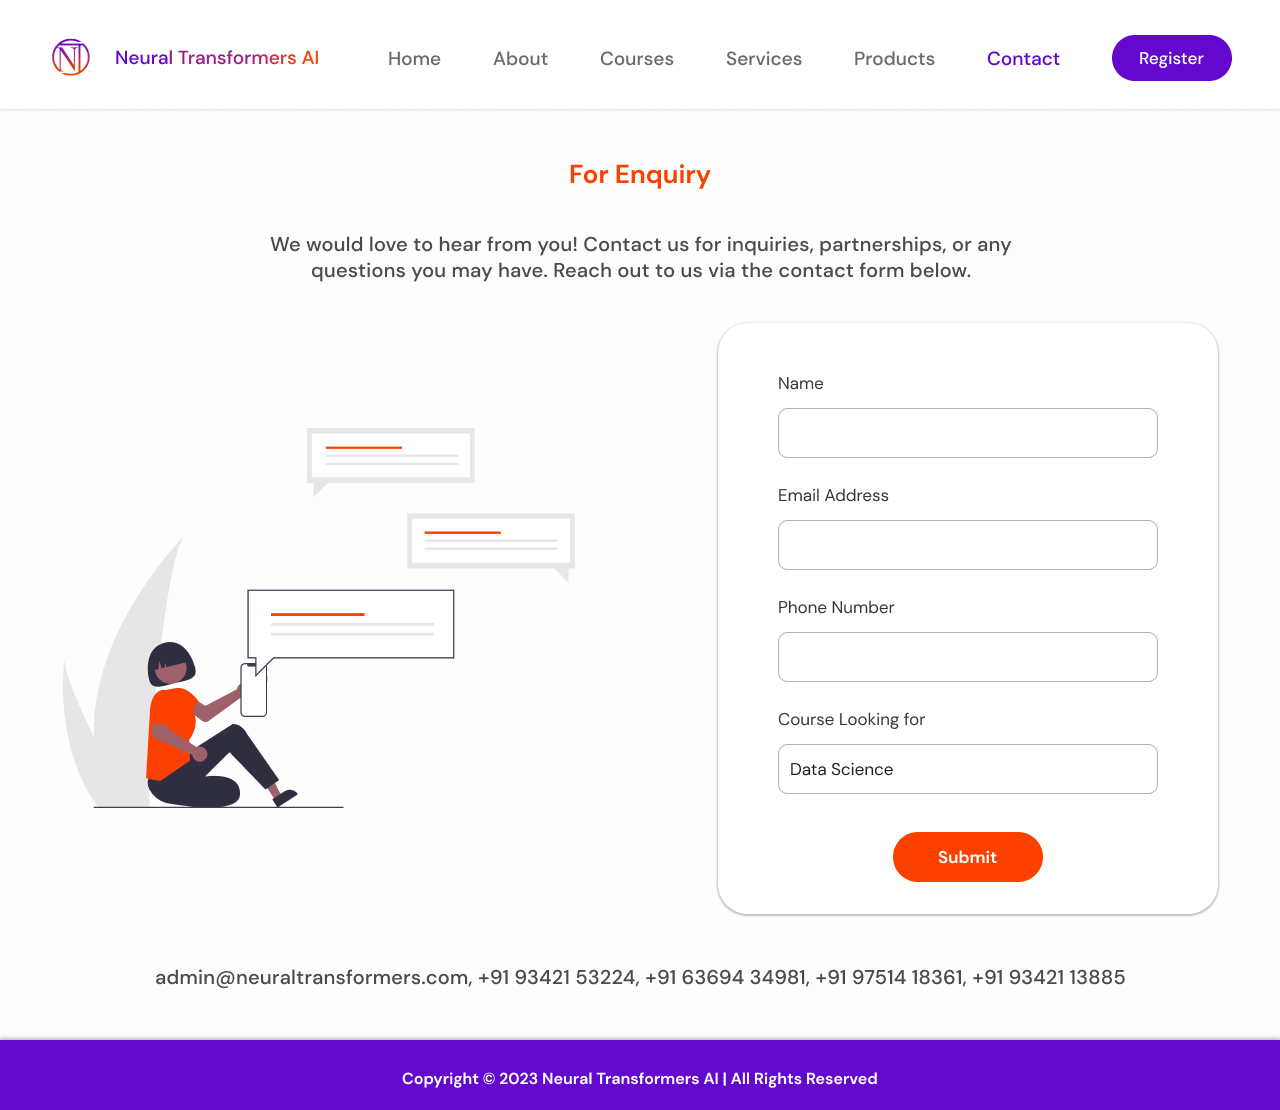 NT
Neural Transformers AI
Home
About
Courses
Services
Products
Contact
Register
For Enquiry
We would love to hear from you! Contact us for inquiries, partnerships, or any
questions you may have. Reach out to us via the contact form below.
Name
Email Address
Phone Number
Course Looking for
Data Science
Submit
admin@neuraltransformers.com, +91 93421 53224, +91 63694 34981, +91 97514 18361, +91 93421 13885
Copyright © 2023 Neural Transformers AI | All Rights Reserved